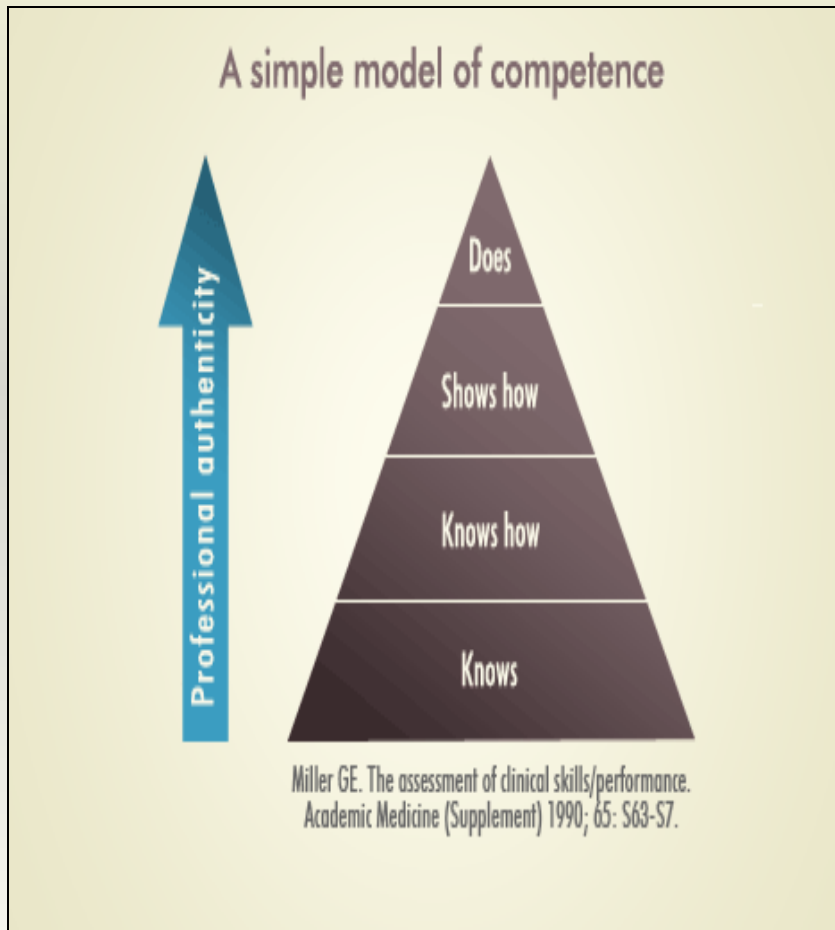 A simple model of competence
Professional authenticity
Does
Shows how
Knows how
Knows
Miller GE. The assessment of clinical skills/performance.
Academic Medicine (Supplement) 1990; 65: S63-S7.